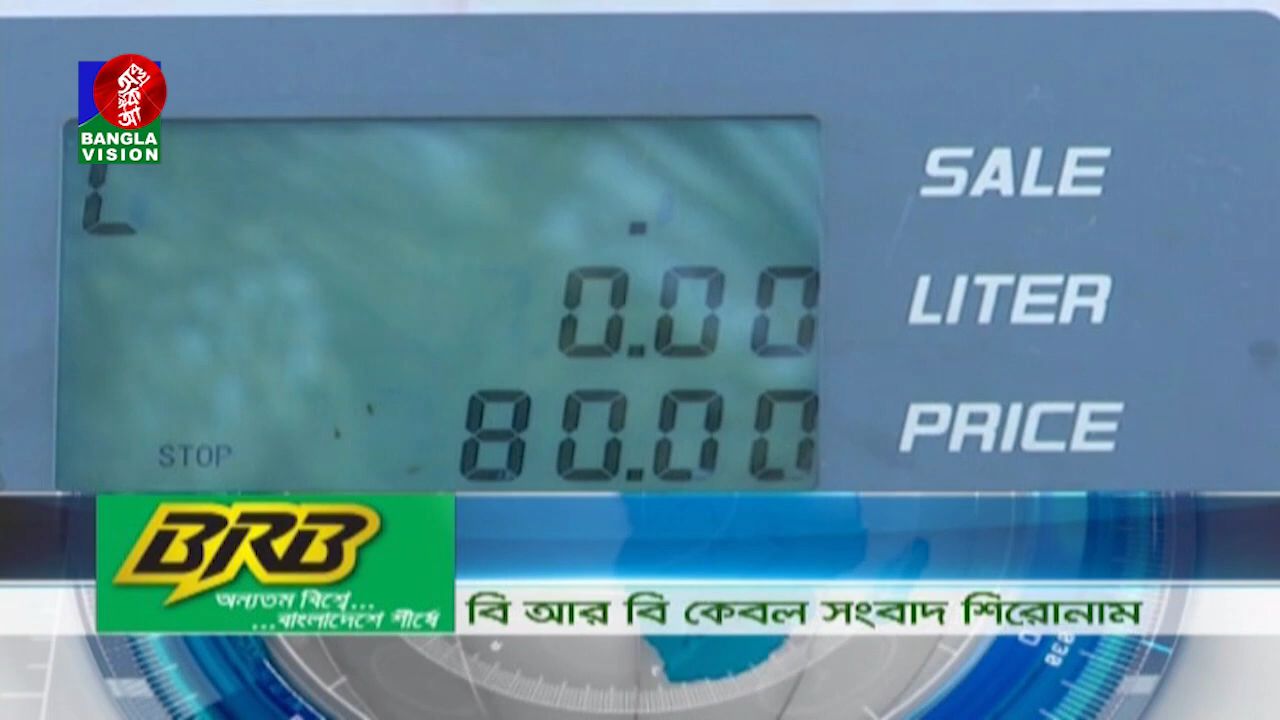 BANGLA
VISION
SALE
L .
LITER
0.00
PRICE
80.00
STOP
BRB
অন্যতম বিশ্বে...
...বাংলাদেশে শীর্ষে
বি আর বি কেবল সংবাদ শিরোনাম